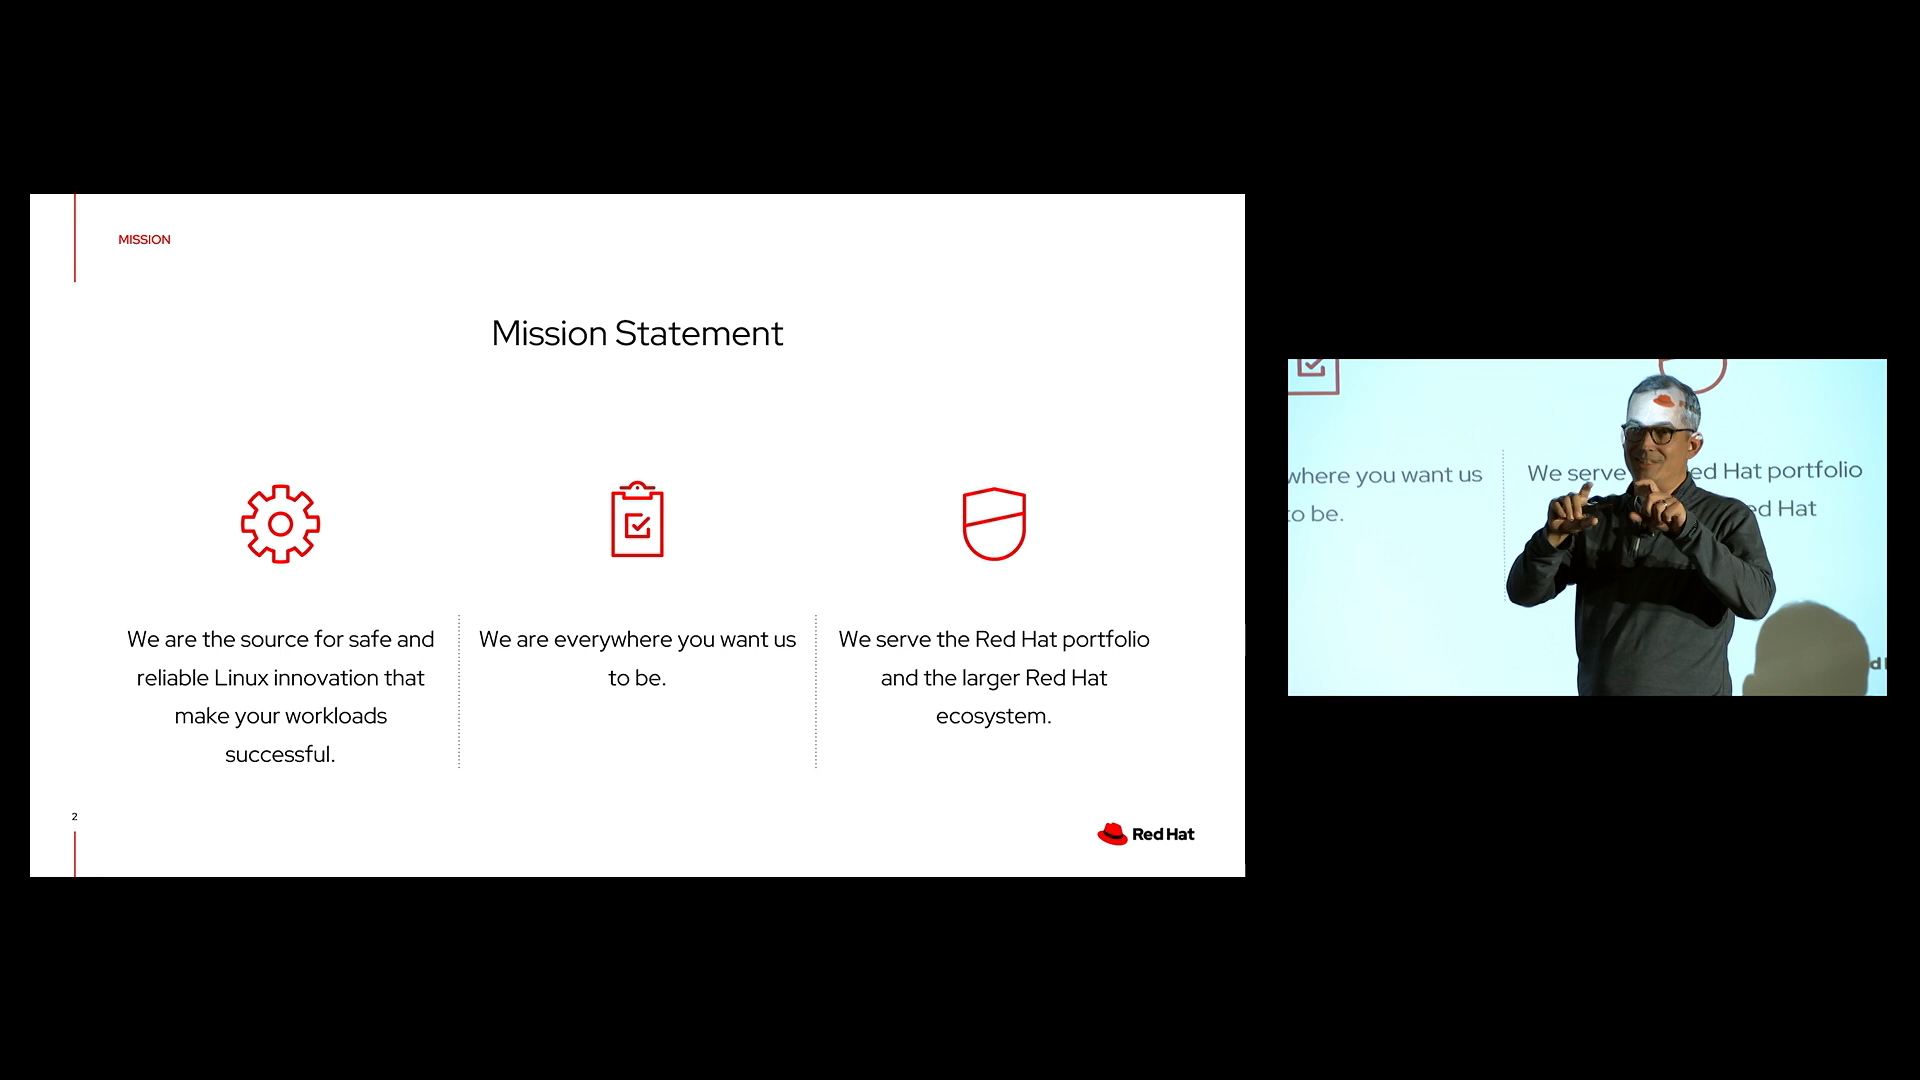 MISSION
Mission Statement
We are the source for safe and
reliable Linux innovation that
make your workloads
successful.
We are everywhere you want us
to be.
We serve the Red Hat portfolio
and the larger Red Hat
ecosystem.
2
Red Hat
where you want us
to be.
We serve ed Hat portfolio
ed Hat